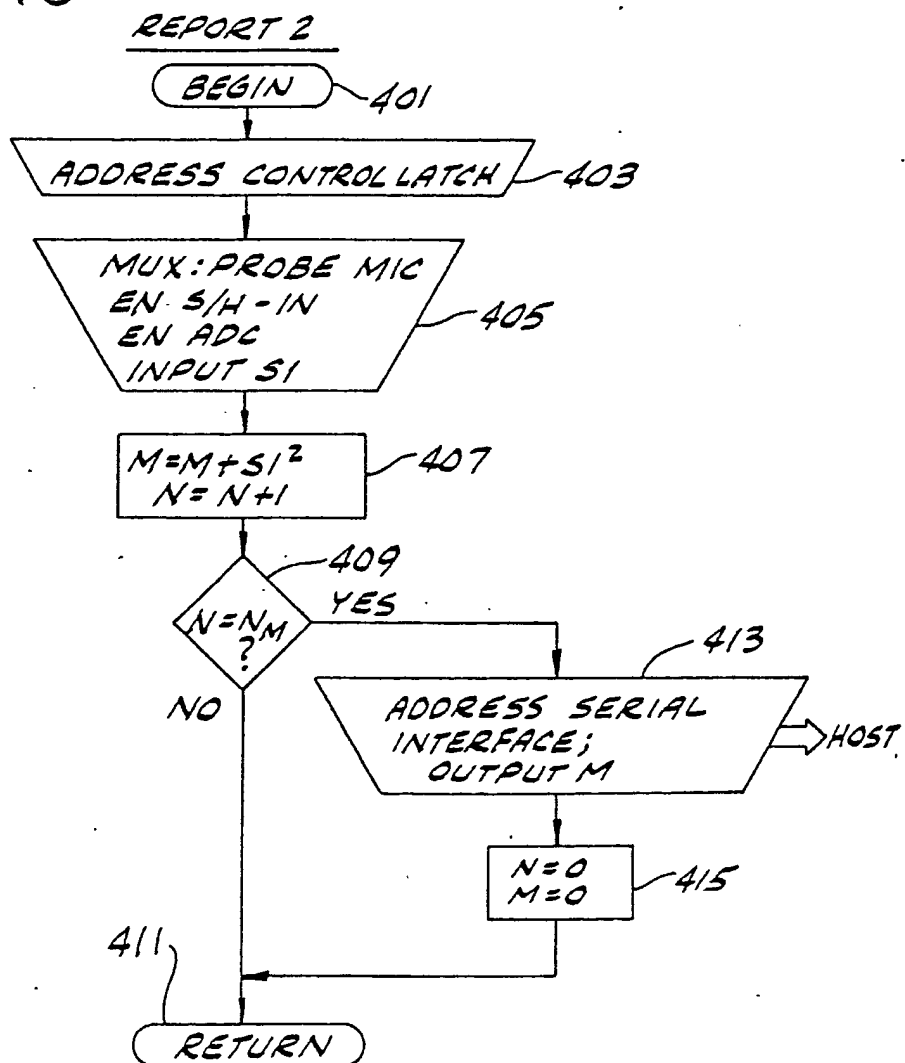 REPORT 2
BEGIN
401
ADDRESS CONTROL LATCH
403
MUX: PROBE MIC
EN S/H-IN
EN ADC
INPUT S1
405
M=M+S1²
N=N+1
407
409
N=NM
?
YES
NO
413
ADDRESS SERIAL
INTERFACE;
OUTPUT M
HOST
N=0
M=0
415
411
RETURN